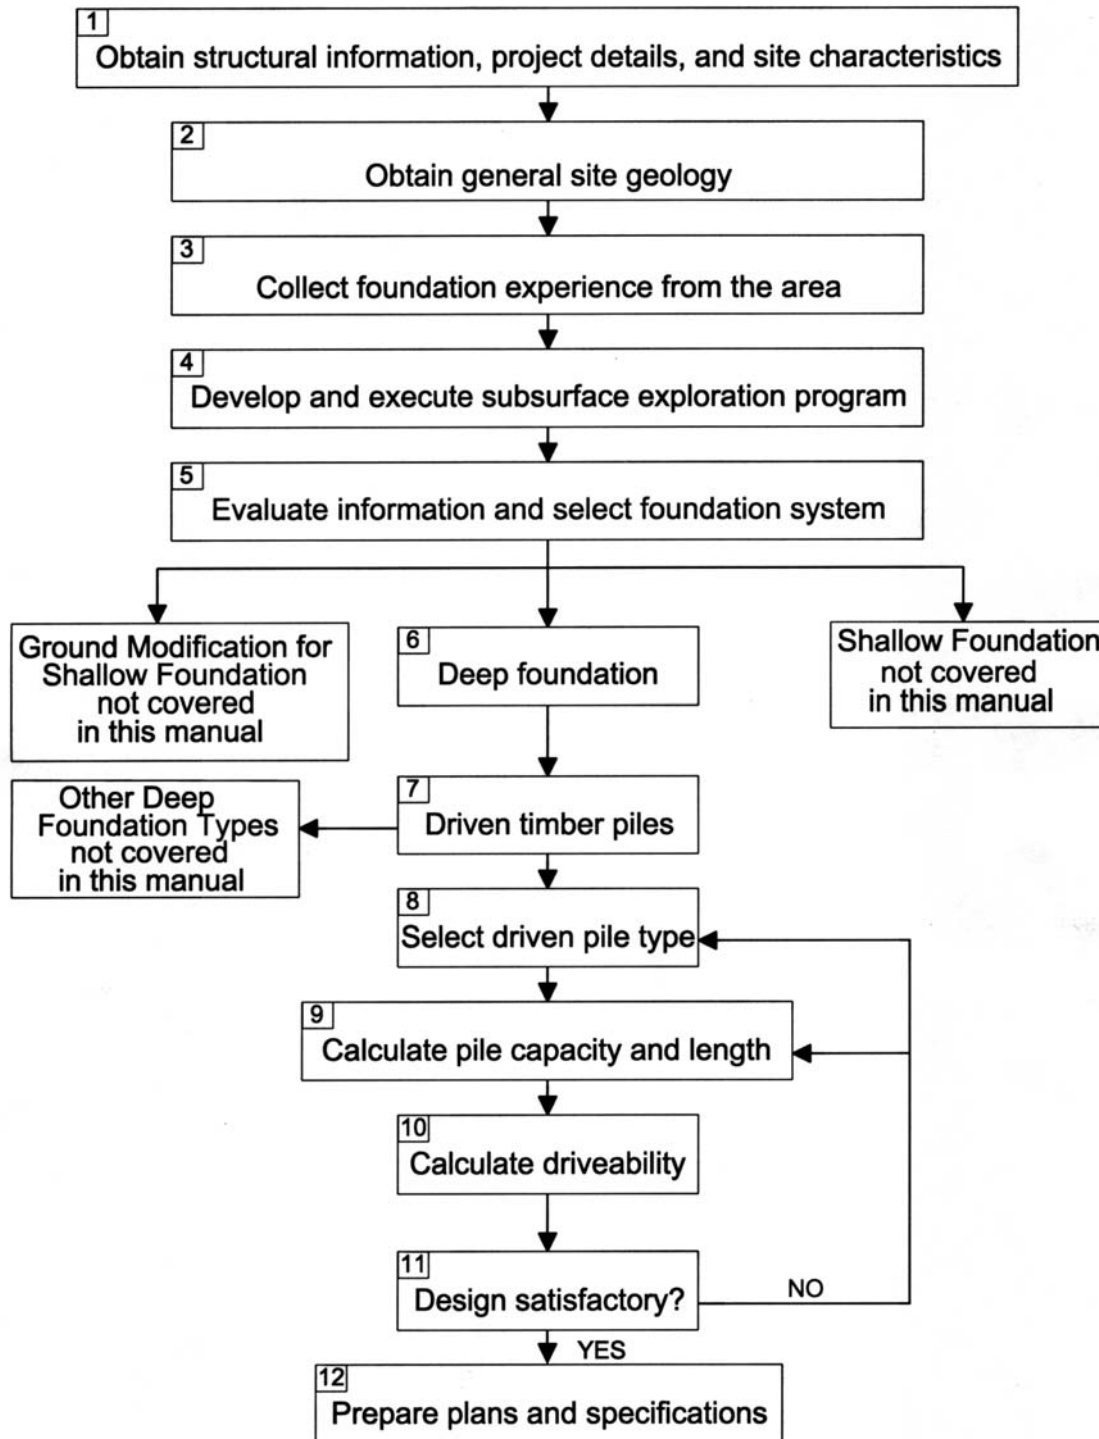 1
Obtain structural information, project details, and site characteristics
2
Obtain general site geology
3
Collect foundation experience from the area
4
Develop and execute subsurface exploration program
5
Evaluate information and select foundation system
Ground Modification for
Shallow Foundation
not covered
in this manual
6
Deep foundation
Shallow Foundation
not covered
in this manual
Other Deep
Foundation Types
not covered
in this manual
7
Driven timber piles
8
Select driven pile type
9
Calculate pile capacity and length
10
Calculate driveability
11
Design satisfactory?
NO
YES
12
Prepare plans and specifications